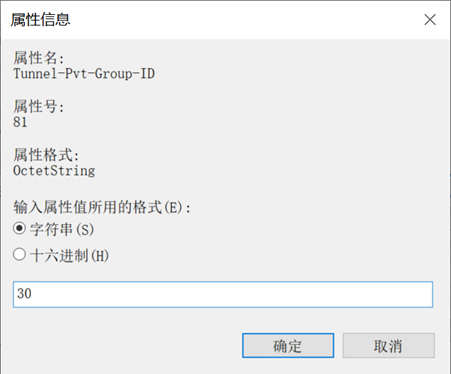 属性信息
属性名:
Tunnel-Pvt-Group-ID
属性号:
81
属性格式:
OctetString
输入属性值所用的格式(E):
字符串(S)
十六进制(H)
30
确定 取消